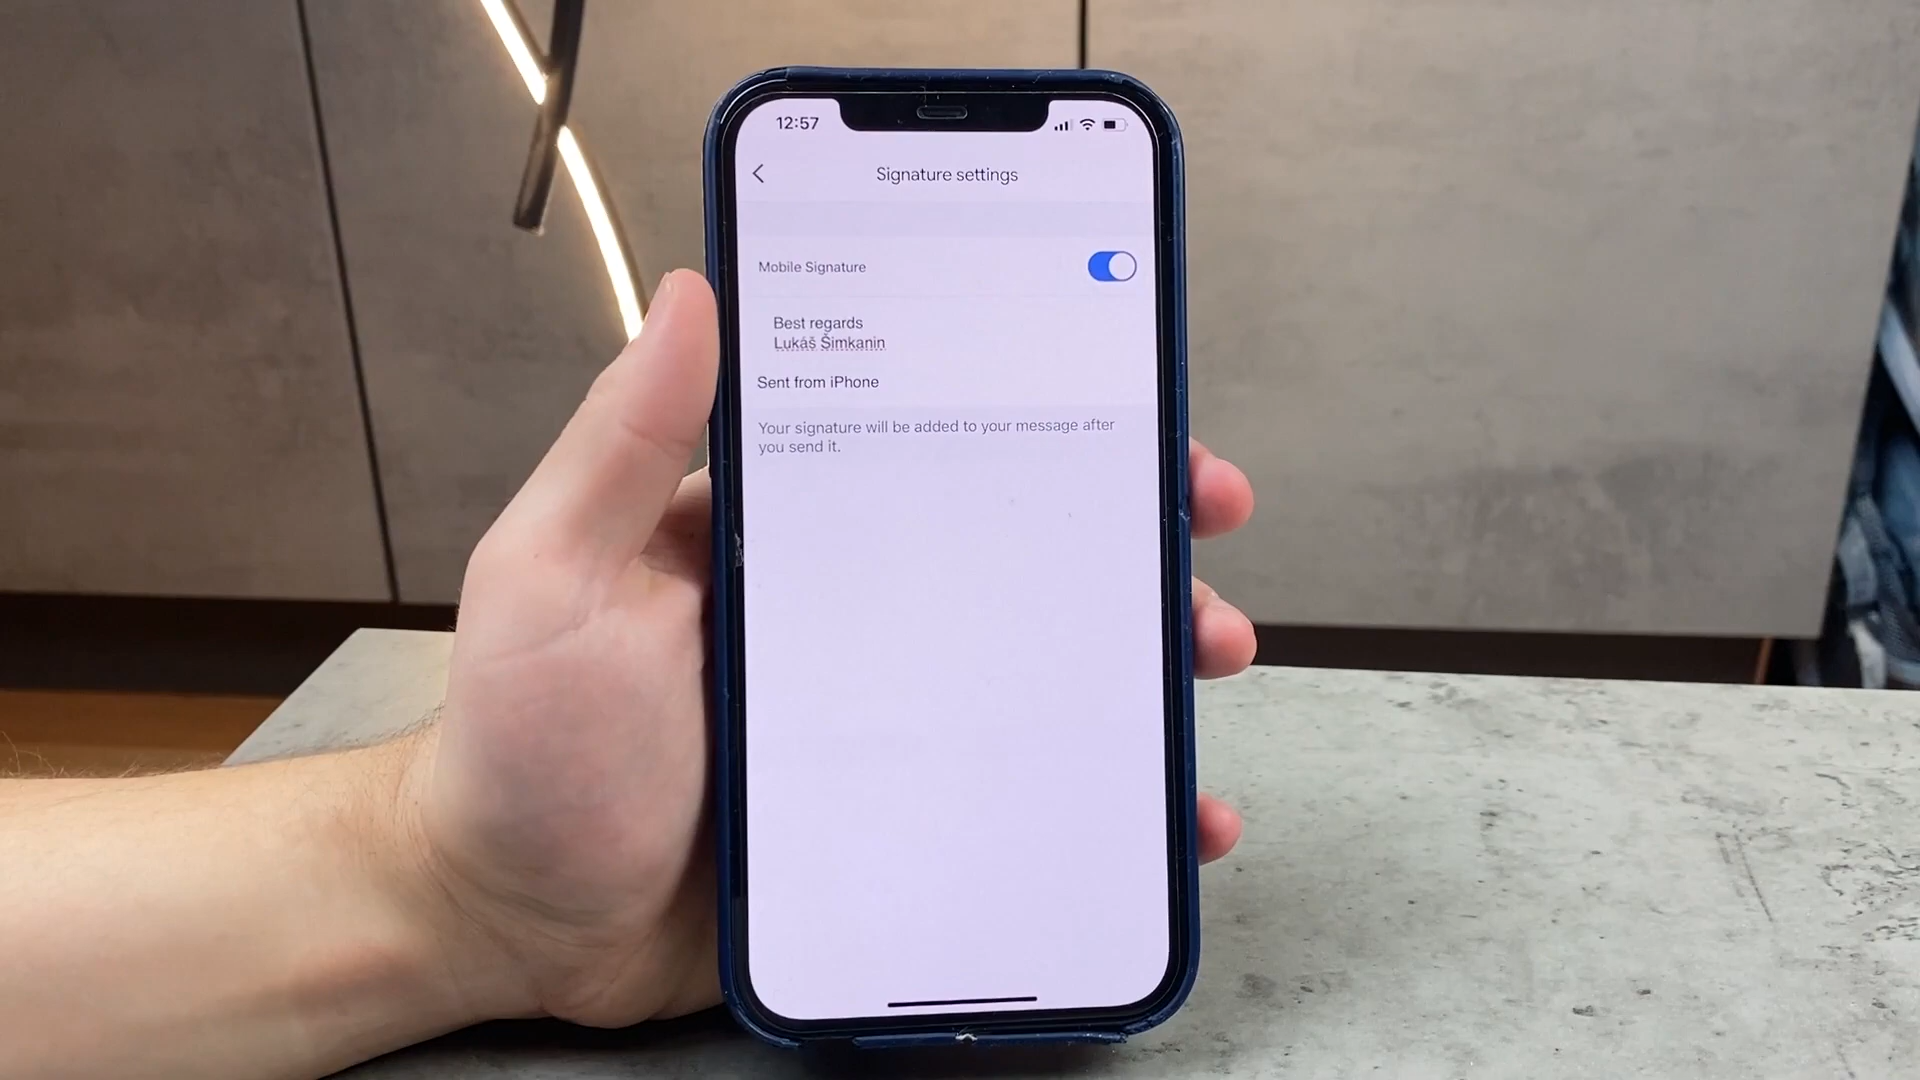 12:57
Signature settings
Mobile Signature
Best regards
Lukáš Šimkanin
Sent from iPhone
Your signature will be added to your message after
you send it.